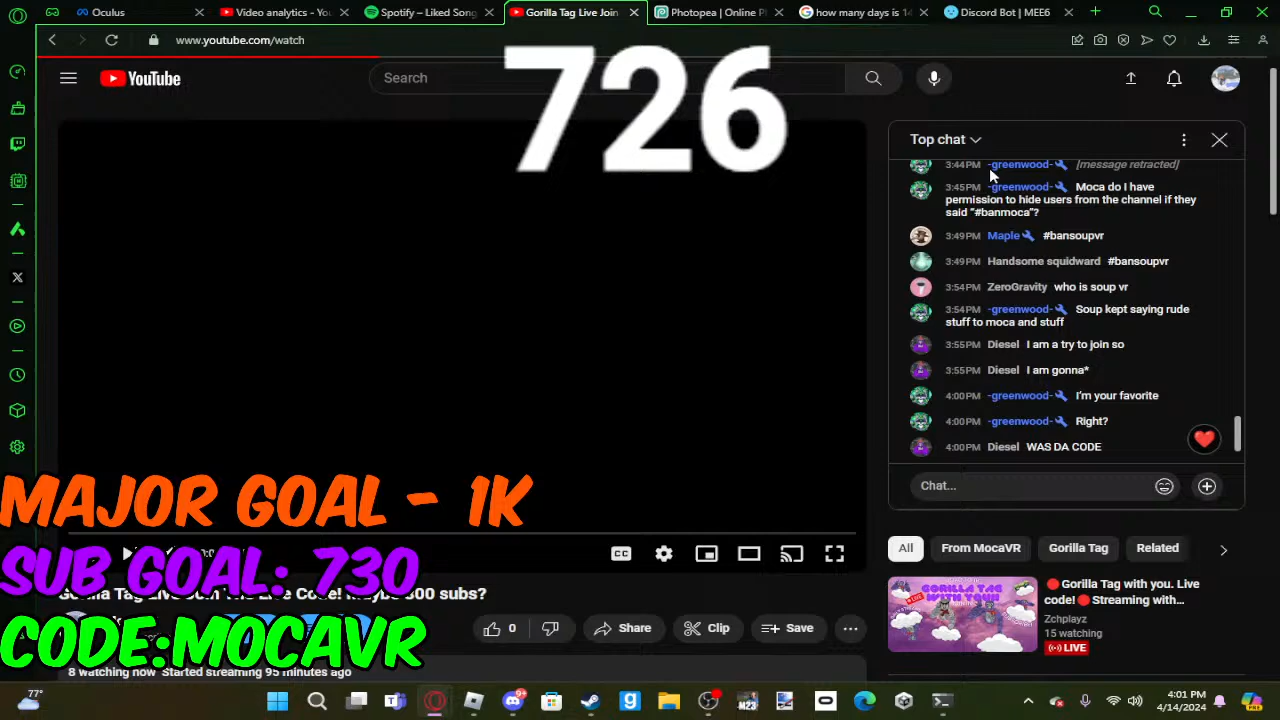 Oculus
Video analytics - You
Spotify – Liked Song
Gorilla Tag Live Join
Photopea | Online P
how many days is 14
Discord Bot | MEE6
www.youtube.com/watch
YouTube
Search
726
Top chat
3:44PM -greenwood- [message retracted]
3:45PM -greenwood- Moca do I have
permission to hide users from the channel if they
said "#banmoca"?
3:49PM Maple #bansoupvr
3:49PM Handsome squidward #bansoupvr
3:54PM ZeroGravity who is soup vr
3:54PM -greenwood- Soup kept saying rude
stuff to moca and stuff
3:55PM Diesel I am a try to join so
3:55PM Diesel I am gonna*
4:00PM -greenwood- I'm your favorite
4:00PM -greenwood- Right?
4:00PM Diesel WAS DA CODE
Chat...
MAJOR GOAL - 1K
SUB GOAL: 730
CODE:MOCAVR
CC
subs?
0
Share
Clip
Save
8 watching now Started streaming 95 minutes ago
All
From MocaVR
Gorilla Tag
Related
LIVE
GORILLA TAG
WITH YOU!!
Gorilla Tag with you. Live
code! Streaming with...
Zchplayz
15 watching
LIVE
77°
M23
PRE
4:01 PM
4/14/2024